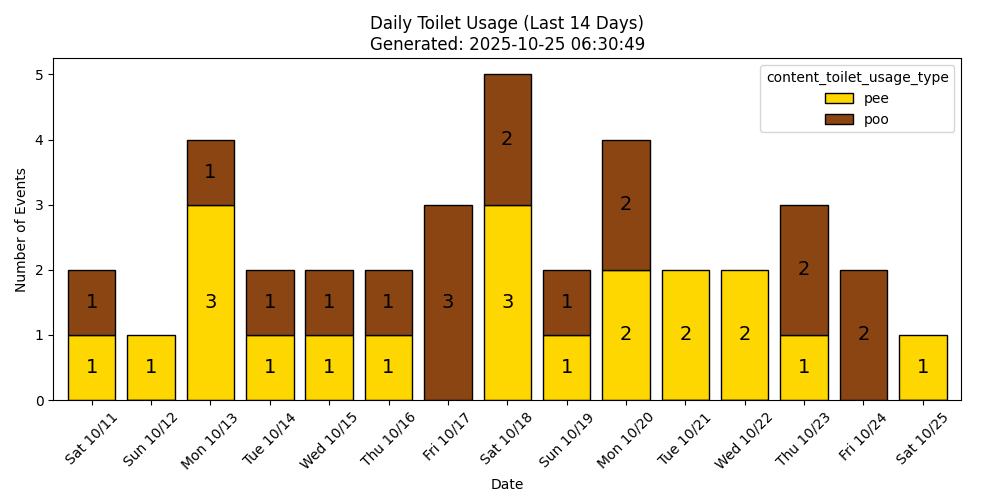 Daily Toilet Usage (Last 14 Days)
Generated: 2025-10-25 06:30:49
content_toilet_usage_type
pee
poo
Number of Events
5
4
3
2
1
0
1 1 3 1 1 1 3 2 1 2 2 2 2 2 1
1 1 1 1 1 3 1 2 1 2
Sat 10/11
Sun 10/12
Mon 10/13
Tue 10/14
Wed 10/15
Thu 10/16
Fri 10/17
Sat 10/18
Sun 10/19
Mon 10/20
Tue 10/21
Wed 10/22
Thu 10/23
Fri 10/24
Sat 10/25
Date